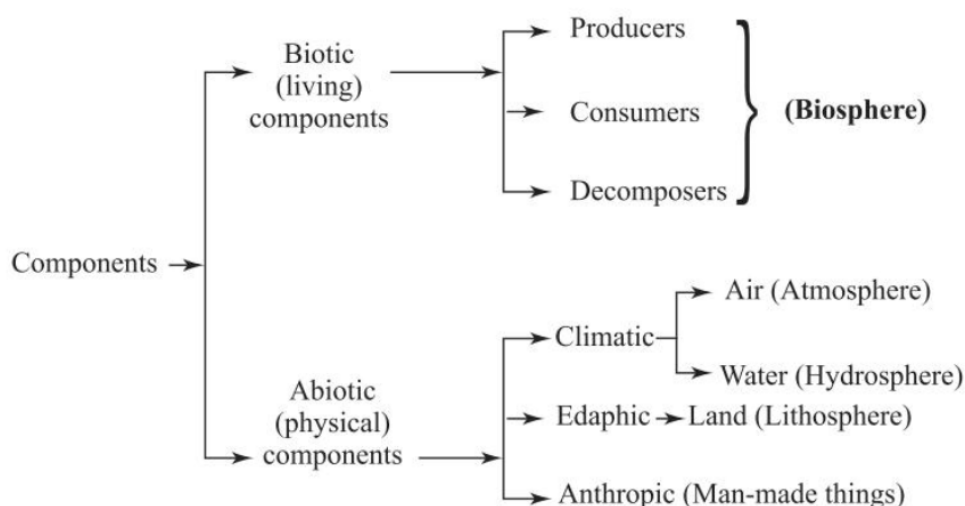 Producers
Biotic
(living)
components
Consumers
(Biosphere)
Decomposers
Components
Air (Atmosphere)
Climatic
Water (Hydrosphere)
Abiotic
(physical)
components
Edaphic
Land (Lithosphere)
Anthropic (Man-made things)